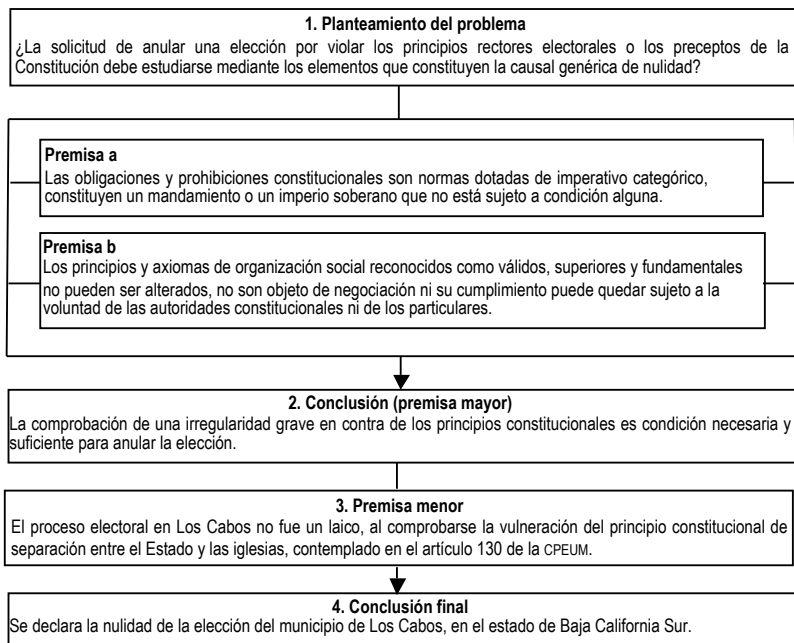 1. Planteamiento del problema
¿La solicitud de anular una elección por violar los principios rectores electorales o los preceptos de la
Constitución debe estudiarse mediante los elementos que constituyen la causal genérica de nulidad?
Premisa a
Las obligaciones y prohibiciones constitucionales son normas dotadas de imperativo categórico,
constituyen un mandamiento o un imperio soberano que no está sujeto a condición alguna.
Premisa b
Los principios y axiomas de organización social reconocidos como válidos, superiores y fundamentales
no pueden ser alterados, no son objeto de negociación ni su cumplimiento puede quedar sujeto a la
voluntad de las autoridades constitucionales ni de los particulares.
2. Conclusión (premisa mayor)
La comprobación de una irregularidad grave en contra de los principios constitucionales es condición necesaria y
suficiente para anular la elección.
3. Premisa menor
El proceso electoral en Los Cabos no fue un laico, al comprobarse la vulneración del principio constitucional de
separación entre el Estado y las iglesias, contemplado en el artículo 130 de la CPEUM.
4. Conclusión final
Se declara la nulidad de la elección del municipio de Los Cabos, en el estado de Baja California Sur.